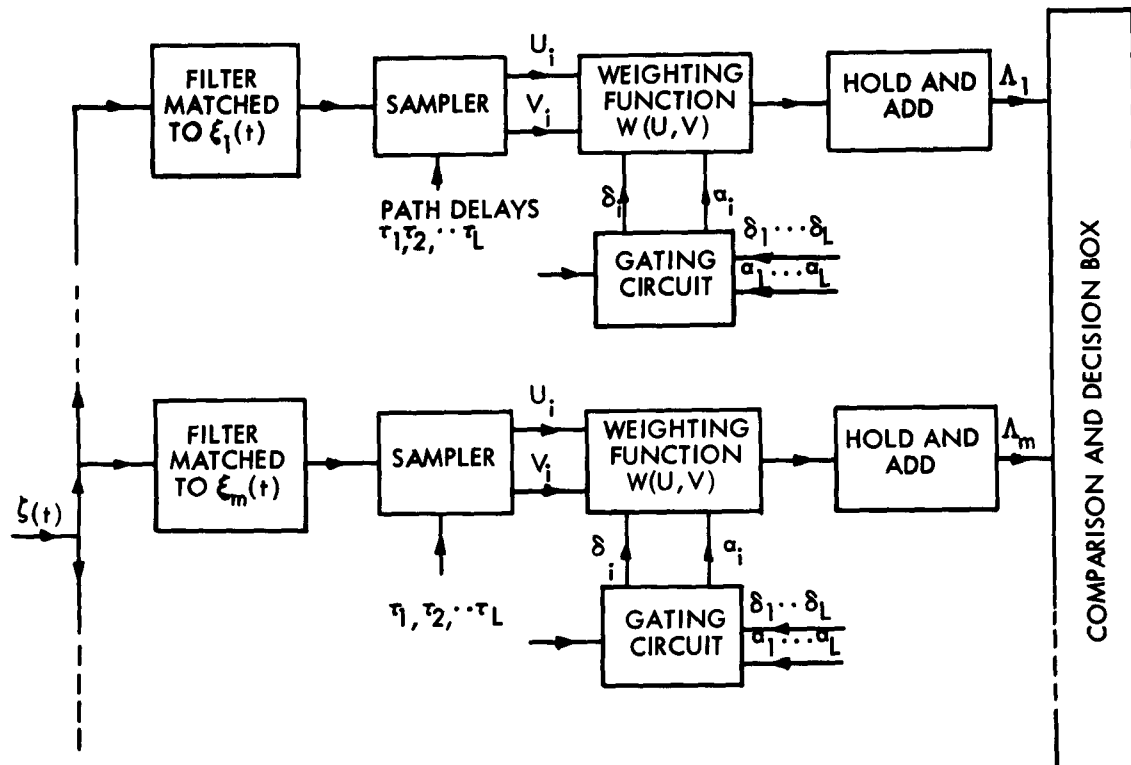 FILTER
MATCHED
TO ξ₁(t)
SAMPLER
Uᵢ
Vᵢ
WEIGHTING
FUNCTION
W(U,V)
HOLD AND
ADD
Λ₁
PATH DELAYS
τ₁,τ₂,··τL
δᵢ
αᵢ
GATING
CIRCUIT
δ₁···δL
α₁...αL
ζ(t)
FILTER
MATCHED
TO ξₘ(t)
SAMPLER
Uᵢ
Vᵢ
WEIGHTING
FUNCTION
W(U,V)
HOLD AND
ADD
Λₘ
τ₁,τ₂,··τL
δᵢ
αᵢ
GATING
CIRCUIT
δ₁··δL
α₁...αL
COMPARISON AND DECISION BOX